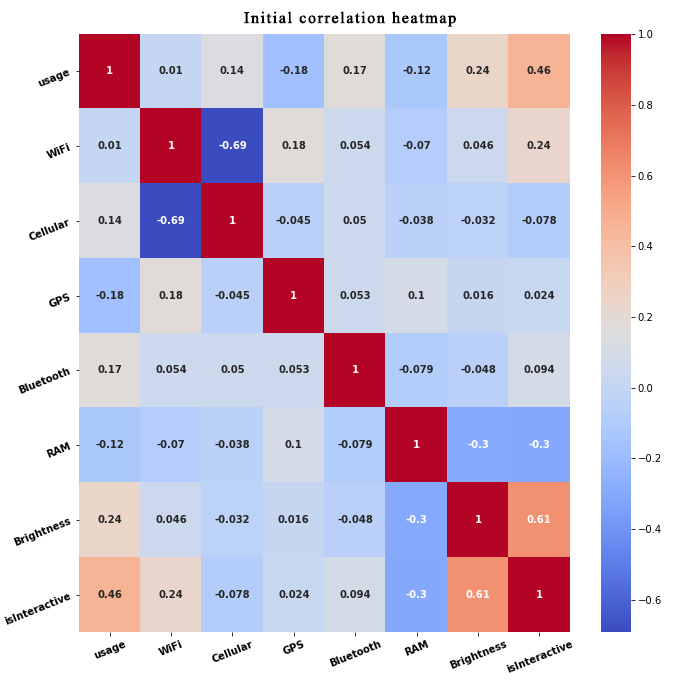 Initial correlation heatmap
usage 1 0.01 0.14 -0.18 0.17 -0.12 0.24 0.46
WiFi 0.01 1 -0.69 0.18 0.054 -0.07 0.046 0.24
Cellular 0.14 -0.69 1 -0.045 0.05 -0.038 -0.032 -0.078
GPS -0.18 0.18 -0.045 1 0.053 0.1 0.016 0.024
Bluetooth 0.17 0.054 0.05 0.053 1 -0.079 -0.048 0.094
RAM -0.12 -0.07 -0.038 0.1 -0.079 1 -0.3 -0.3
Brightness 0.24 0.046 -0.032 0.016 -0.048 -0.3 1 0.61
isInteractive 0.46 0.24 -0.078 0.024 0.094 -0.3 0.61 1
usage WiFi Cellular GPS Bluetooth RAM Brightness isInteractive
1.0
0.8
0.6
0.4
0.2
0.0
−0.2
−0.4
−0.6